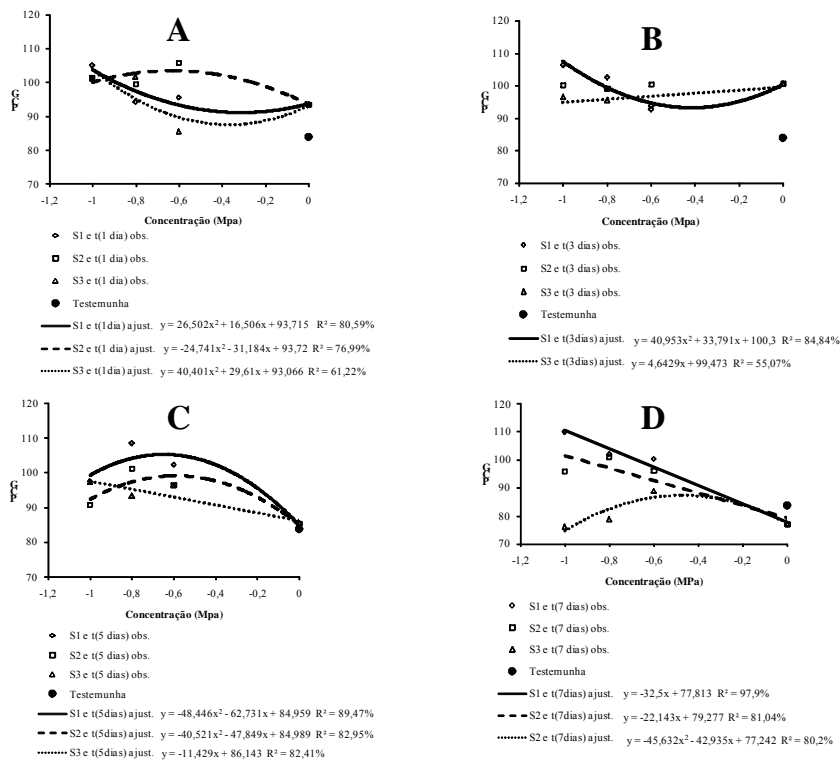 A
120
110
100
90
80
70
-1,2 -1 -0,8 -0,6 -0,4 -0,2 0
Concentração (Mpa)
S1 e t(1 dia) obs.
S2 e t(1 dia) obs.
S3 e t(1 dia) obs.
Testemunha
S1 e t(1dia) ajust. y = 26,502x² + 16,506x + 93,715 R² = 80,59%
S2 e t(1 dia) ajust. y = -24,741x² - 31,184x + 93,72 R² = 76,99%
S3 e t(1dia) ajust. y = 40,401x² + 29,61x + 93,066 R² = 61,22%
B
120
110
100
90
80
70
-1,2 -1 -0,8 -0,6 -0,4 -0,2 0
Concentração (Mpa)
S1 e t(3 dias) obs.
S2 e t(3 dias) obs.
S3 e t(3 dias) obs.
Testemunha
S1 e t(3dias) ajust. y = 40,953x² + 33,791x + 100,3 R² = 84,84%
S3 e t(3dias) ajust. y = 4,6429x + 99,473 R² = 55,07%
C
120
110
100
90
80
70
-1,2 -1 -0,8 -0,6 -0,4 -0,2 0
Concentração (Mpa)
S1 e t(5 dias) obs.
S2 e t(5 dias) obs.
S3 e t(5 dias) obs.
Testemunha
S1 e t(5dias) ajust. y = -48,446x² - 62,731x + 84,959 R² = 89,47%
S2 e t(5dias) ajust. y = -40,521x² - 47,849x + 84,989 R² = 82,95%
S3 e t(5dias) ajust. y = -11,429x + 86,143 R² = 82,41%
D
120
110
100
90
80
70
-1,2 -1 -0,8 -0,6 -0,4 -0,2 0
Concentração (MPa)
S1 e t(7 dias) obs.
S2 e t(7 dias) obs.
S3 e t(7 dias) obs.
Testemunha
S1 e t(7dias) ajust. y = -32,5x + 77,813 R² = 97,9%
S2 e t(7dias) ajust. y = -22,143x + 79,277 R² = 81,04%
S2 e t(7dias) ajust. y = -45,632x² - 42,935x + 77,242 R² = 80,2%